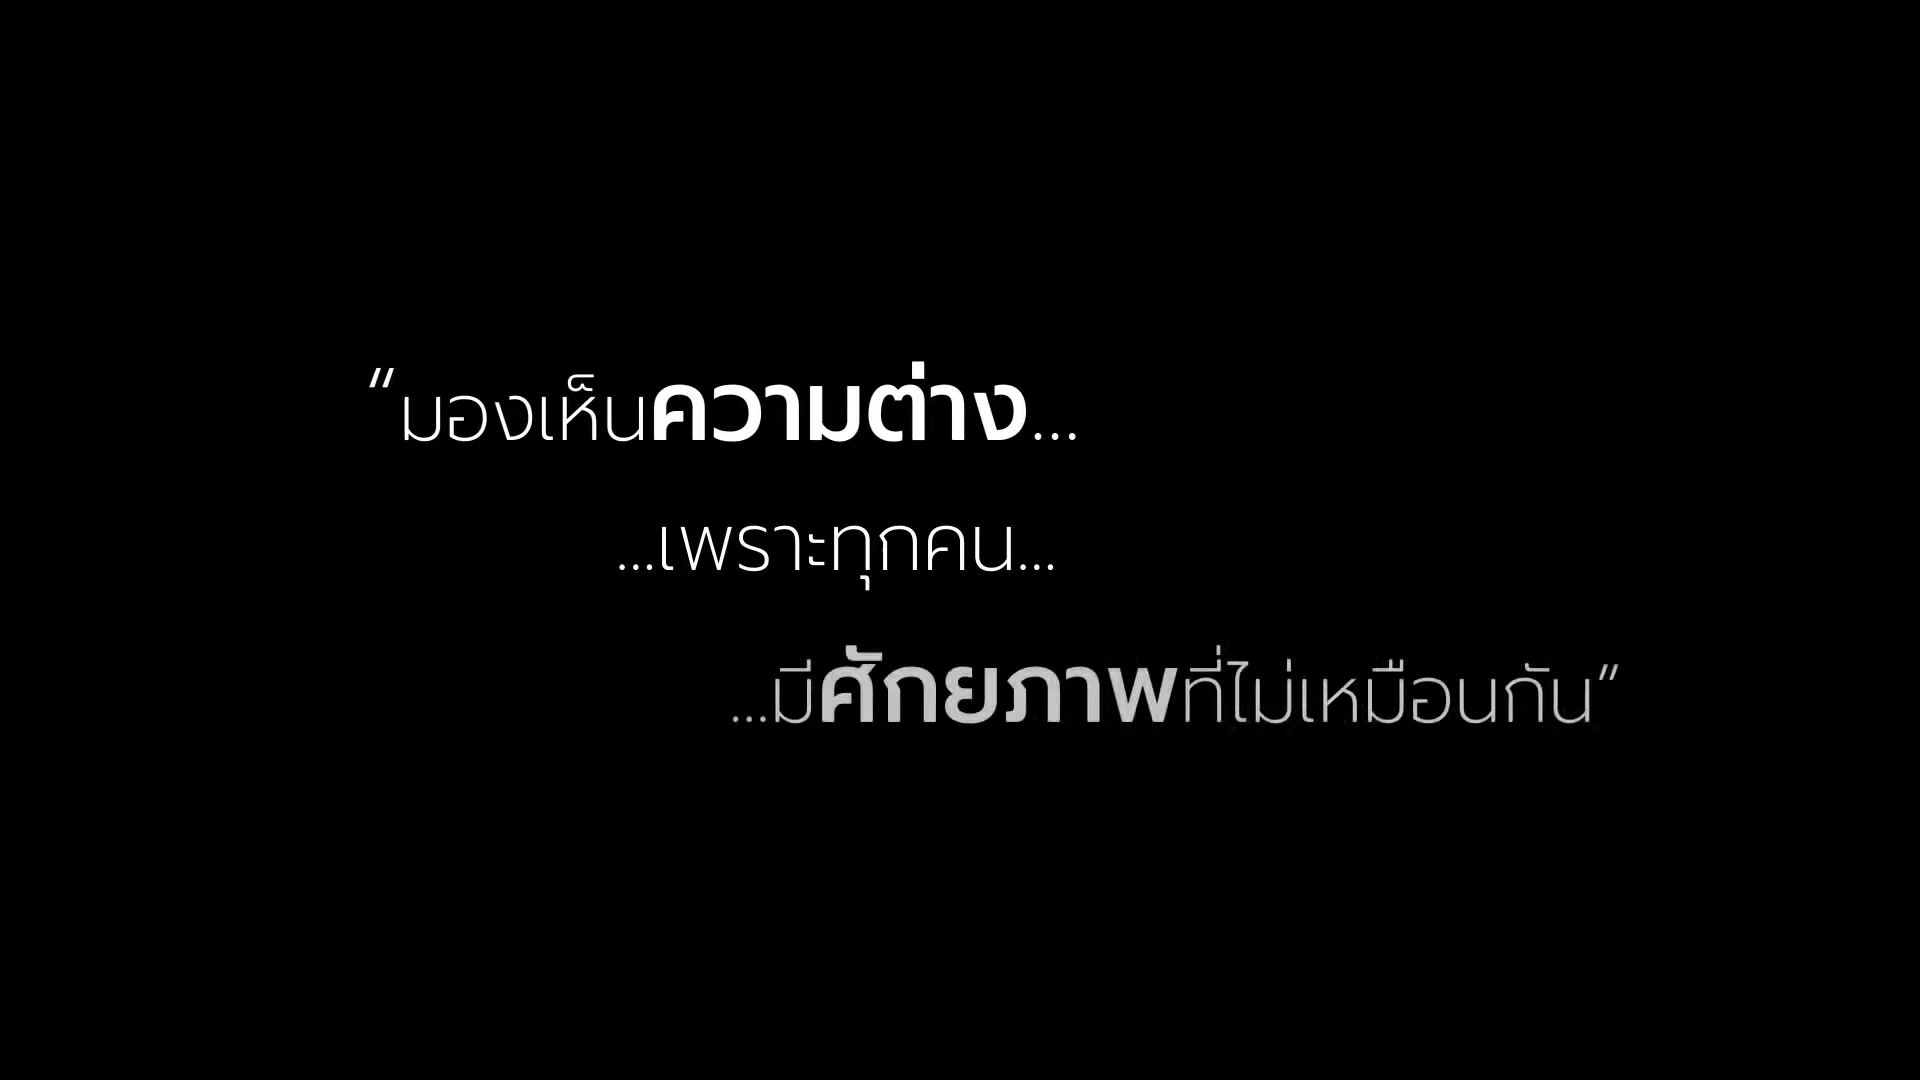 “มองเห็นความต่าง...
...เพราะทุกคน...
...มีศักยภาพที่ไม่เหมือนกัน”